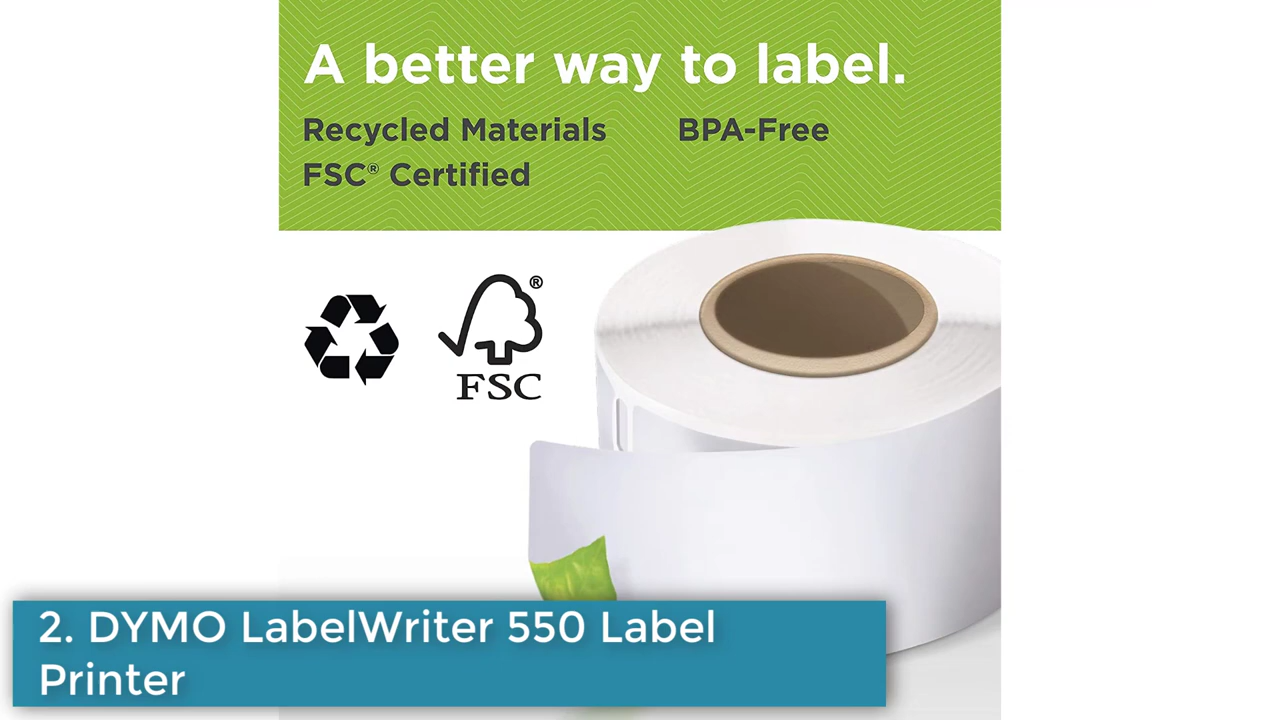 A better way to label.
Recycled Materials BPA-Free
FSC® Certified
®
FSC
2. DYMO LabelWriter 550 Label
Printer